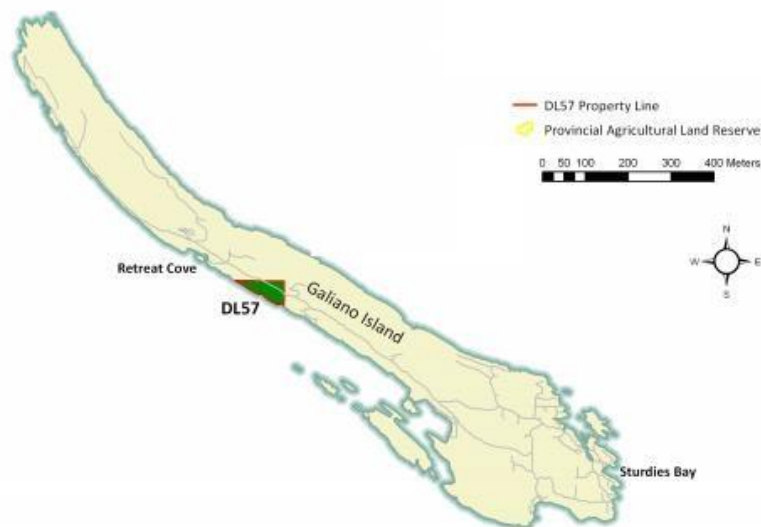 DL57 Property Line
Provincial Agricultural Land Reserve
0 50 100 200 300 400 Meters
N
W E
S
Retreat Cove
DL57
Galiano Island
Sturdies Bay